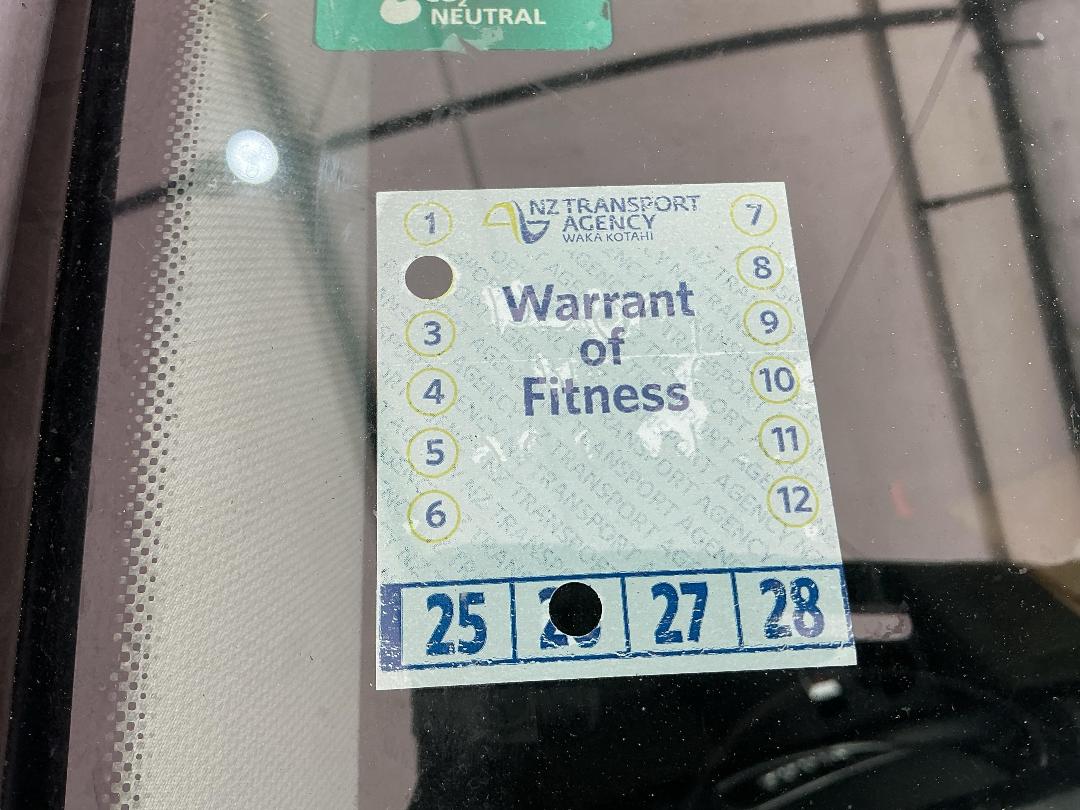 CO₂
NEUTRAL
NZ TRANSPORT
AGENCY
WAKA KOTAHI
Warrant
of
Fitness
1
3
4
5
6
7
8
9
10
11
12
25 27 28